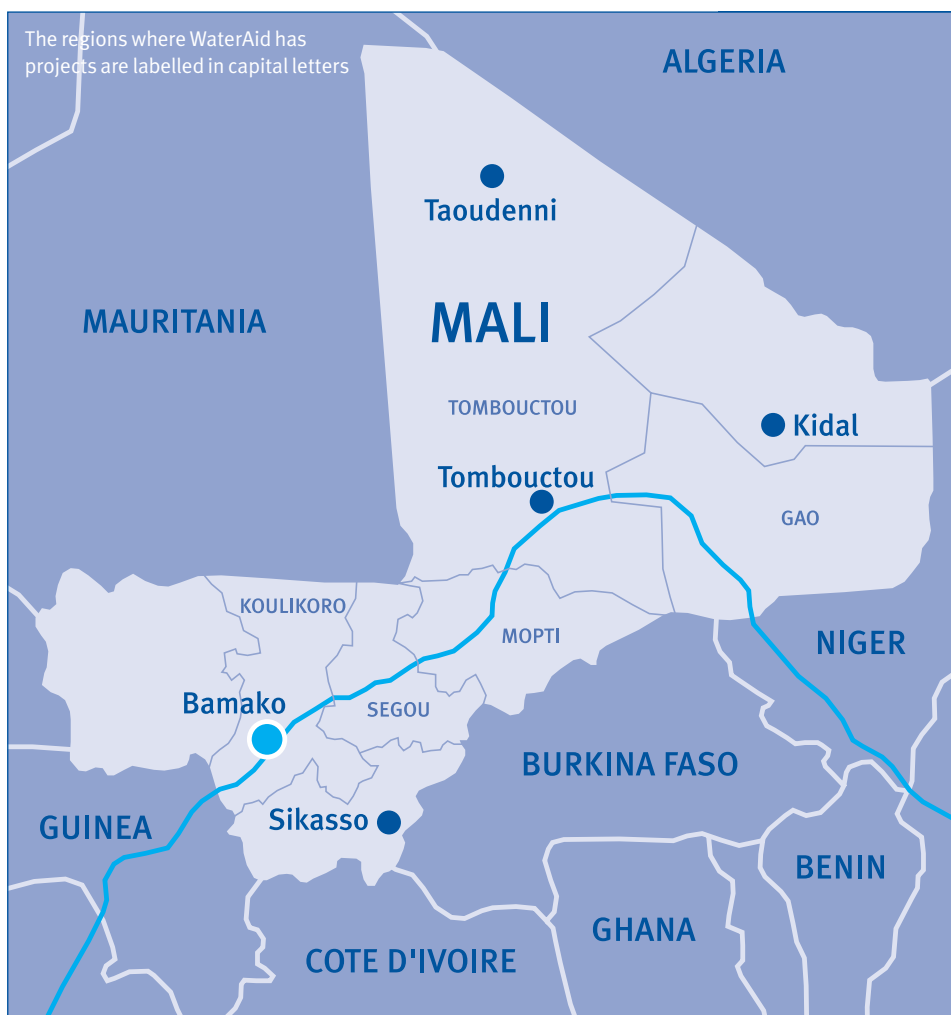 The regions where WaterAid has
projects are labelled in capital letters
ALGERIA
Taoudenni
MAURITANIA
MALI
TOMBOUCTOU
Kidal
Tombouctou
GAO
KOULIKORO
MOPTI
NIGER
Bamako
SEGOU
BURKINA FASO
Sikasso
GUINEA
BENIN
GHANA
COTE D'IVOIRE